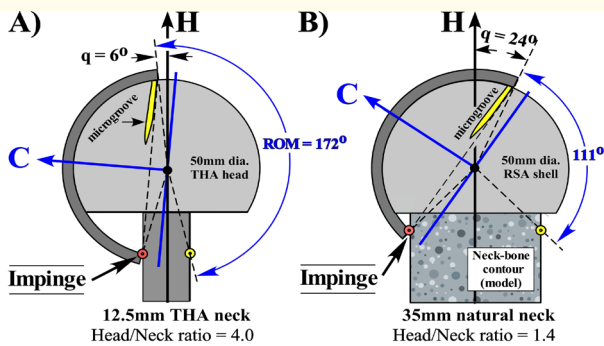 A)
H
q = 6°
microgroove
C
ROM = 172°
50mm dia.
THA head
Impinge
12.5mm THA neck
Head/Neck ratio = 4.0
B)
H
q = 24°
microgroove
C
111°
50mm dia.
RSA shell
Impinge
Neck-bone
contour
(model)
35mm natural neck
Head/Neck ratio = 1.4